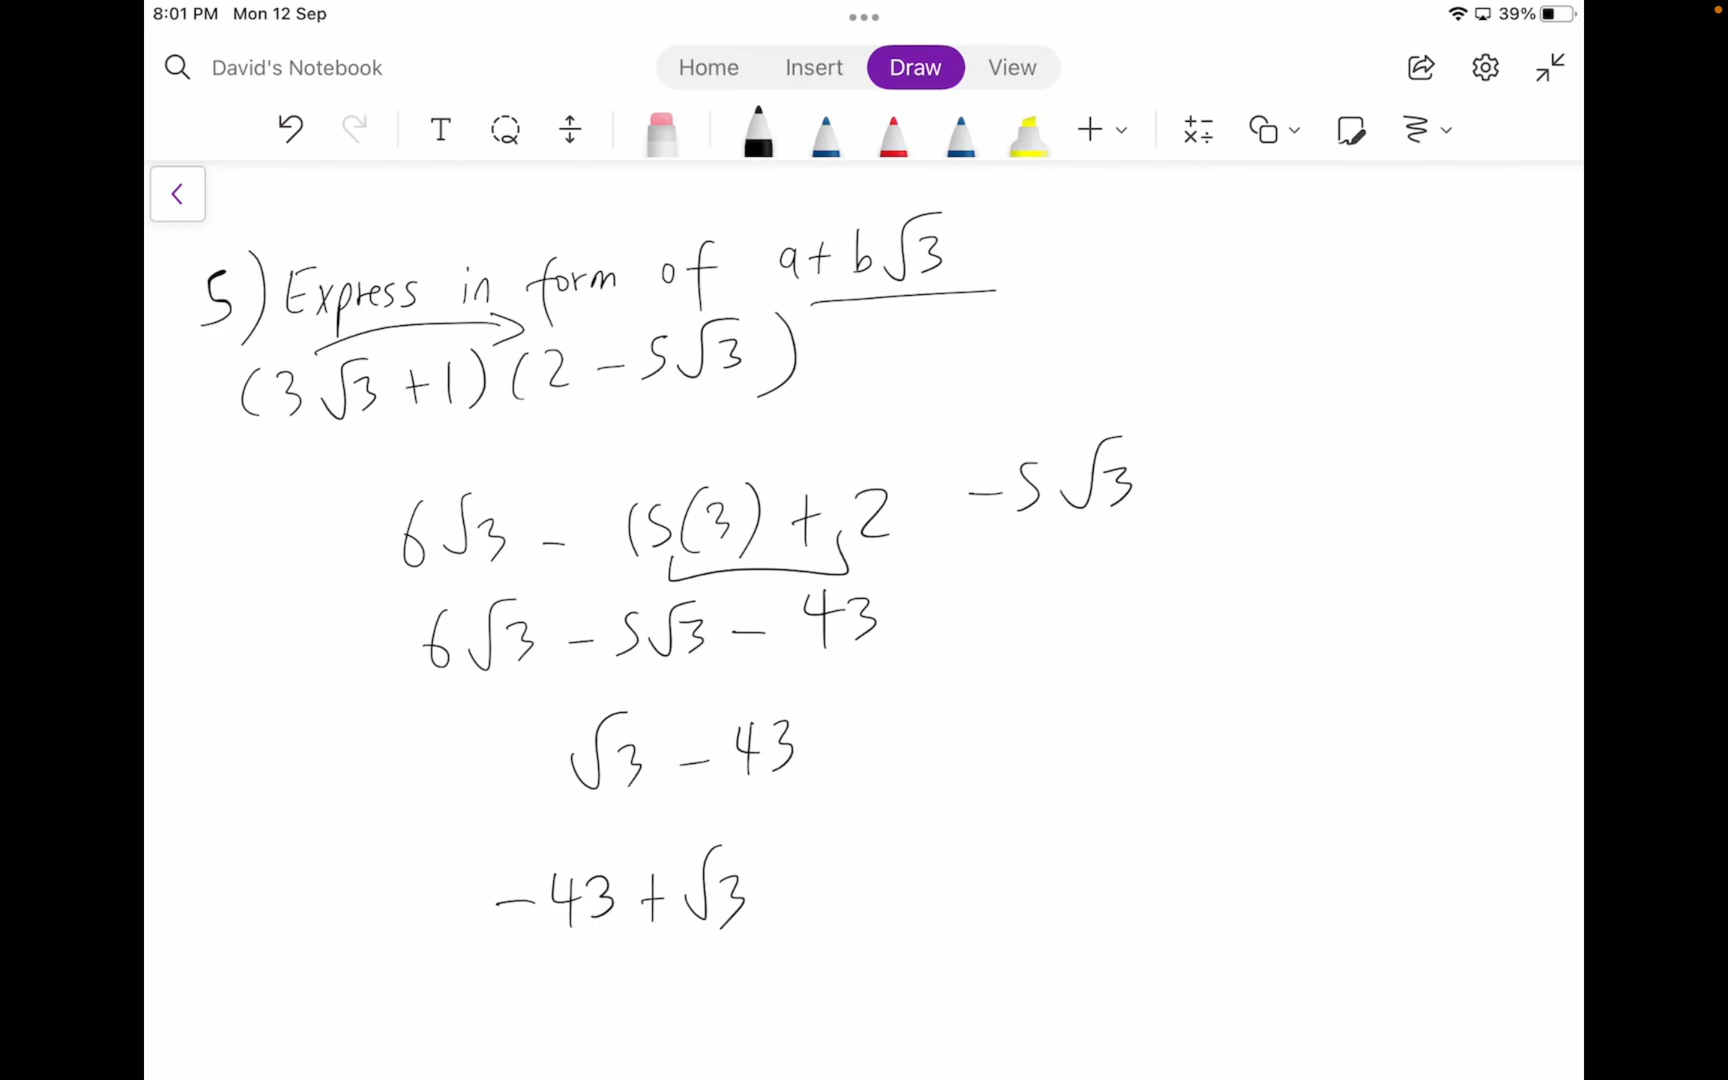 8:01 PM Mon 12 Sep 39%
David's Notebook Home Insert Draw View
T
5) Express in form of a+b√3
(3√3 +1)(2 - 5√3)
6√3 - 15(3) + 2 -5√3
6√3 - 5√3 - 43
√3 - 43
-43 + √3